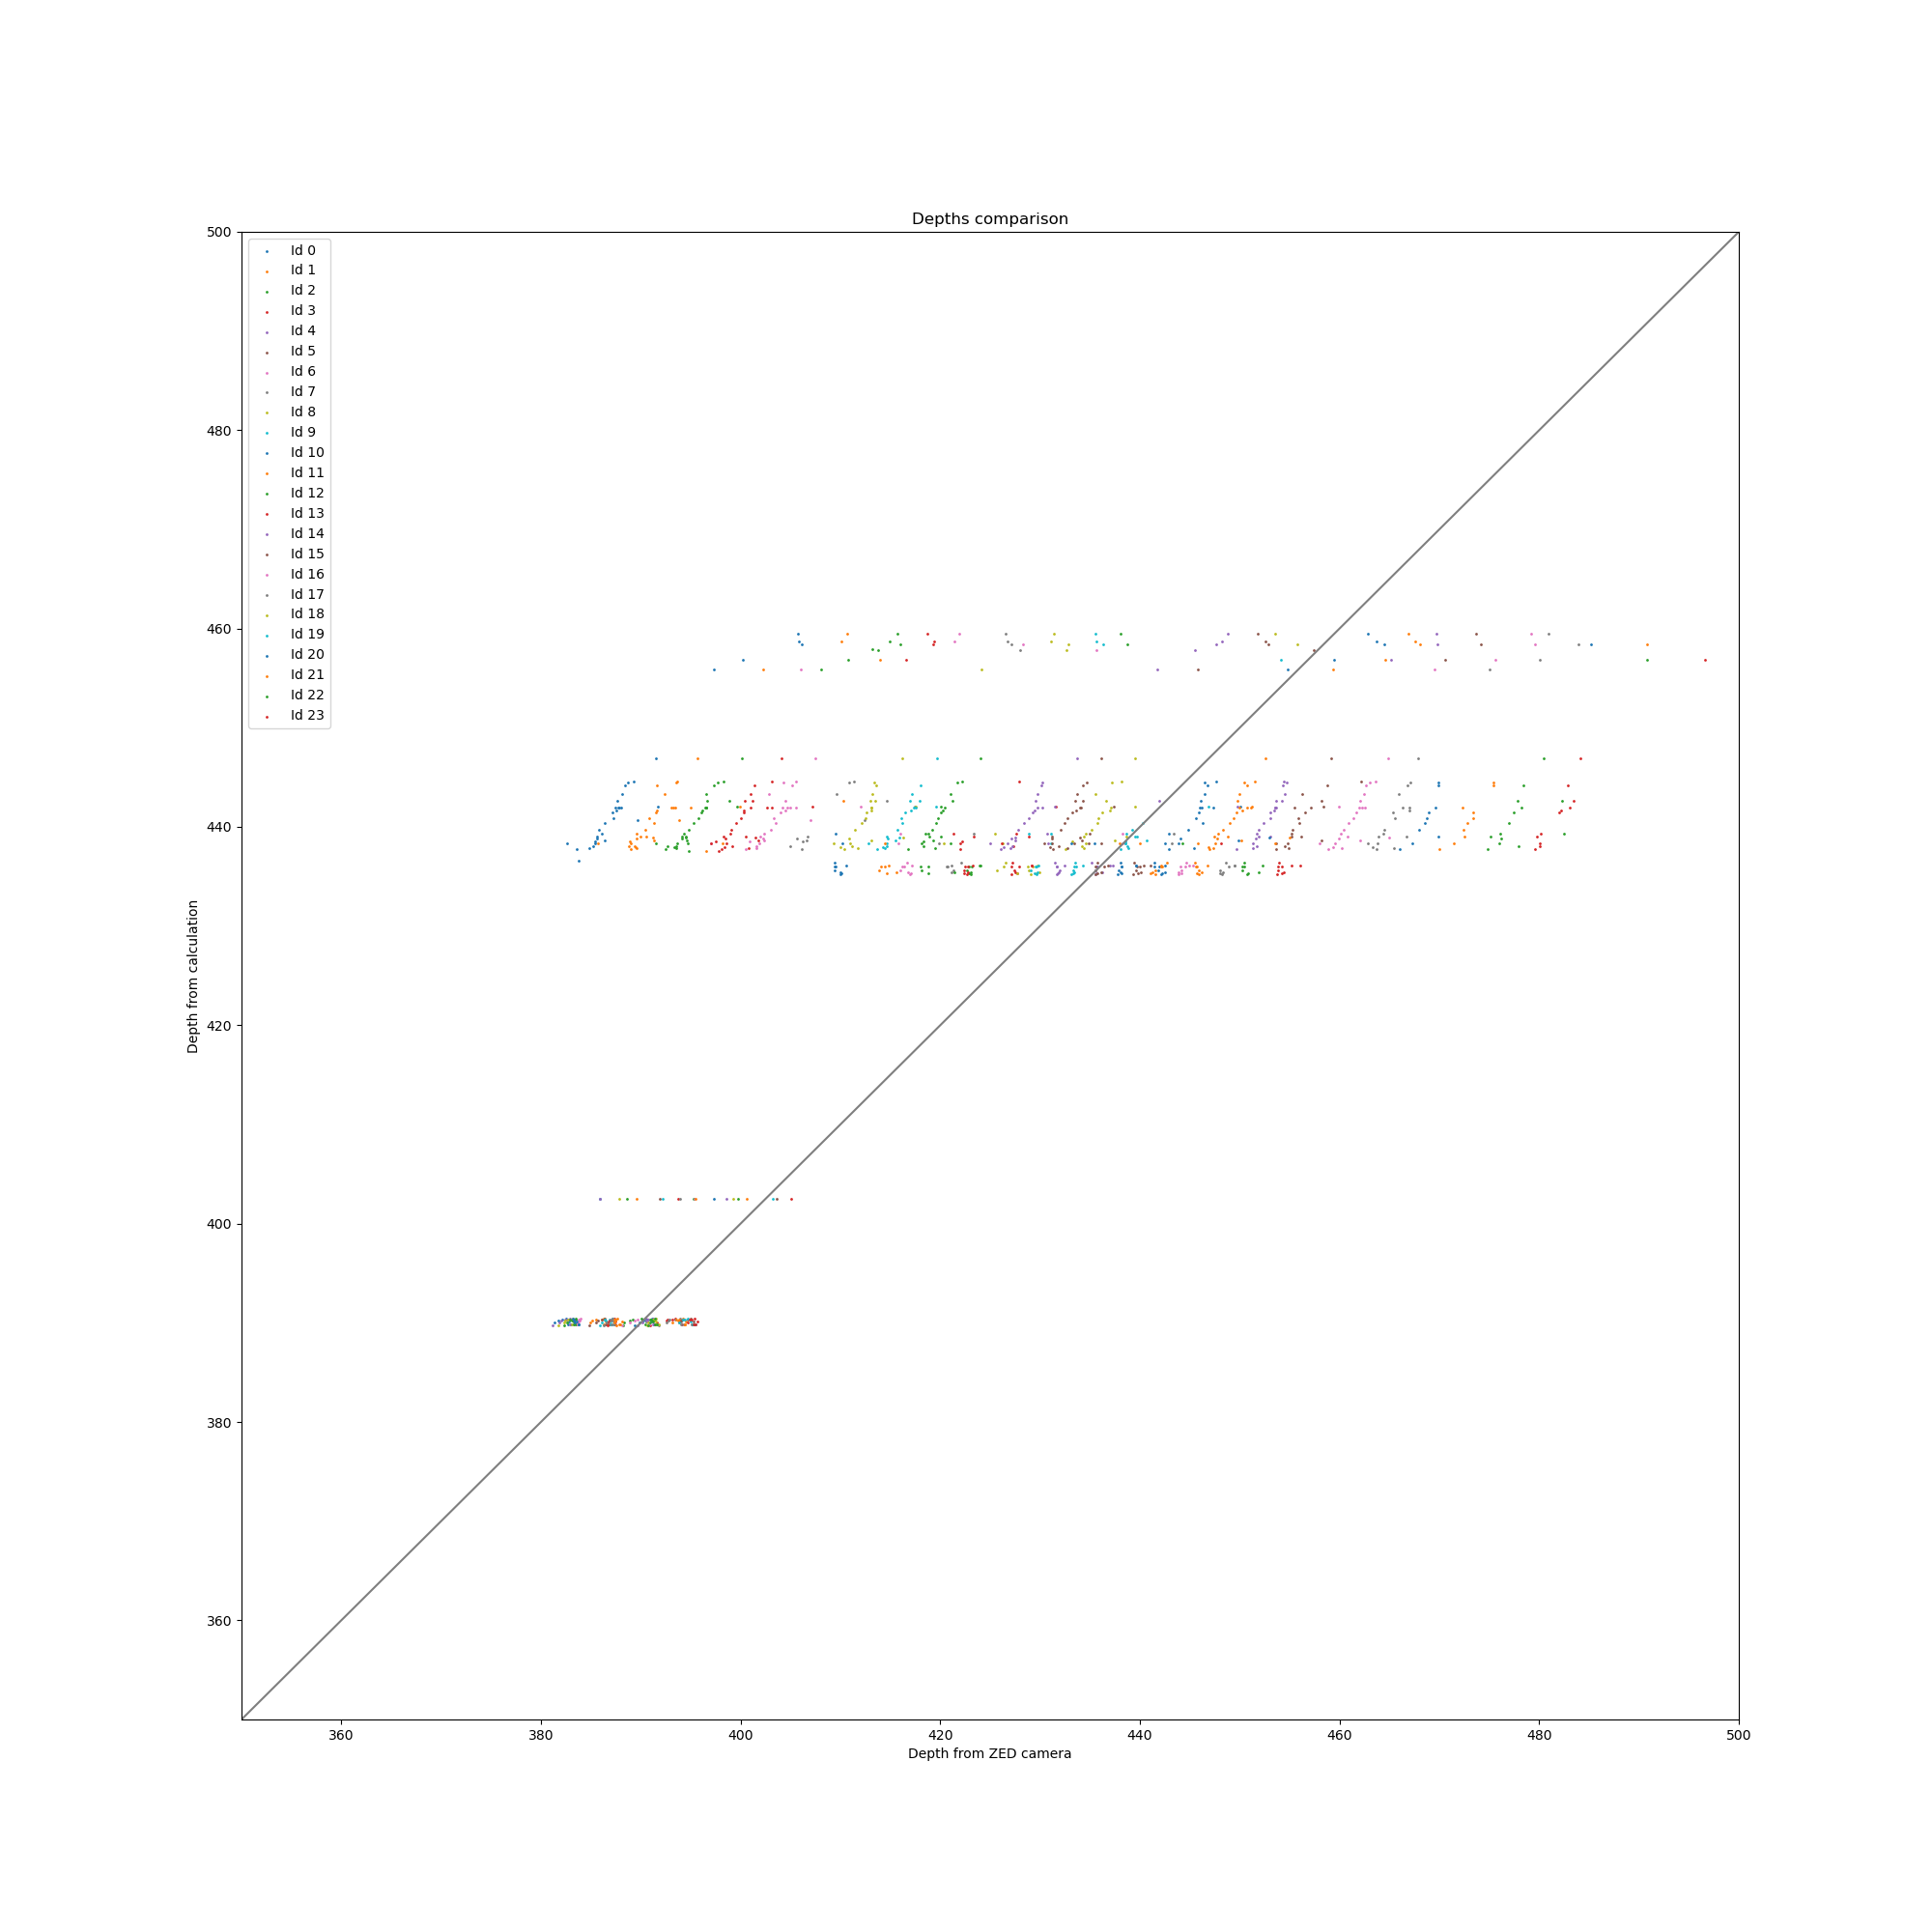 Depths comparison
500
480
460
440
420
400
380
360
Depth from calculation
Id 0
Id 1
Id 2
Id 3
Id 4
Id 5
Id 6
Id 7
Id 8
Id 9
Id 10
Id 11
Id 12
Id 13
Id 14
Id 15
Id 16
Id 17
Id 18
Id 19
Id 20
Id 21
Id 22
Id 23
360 380 400 420 440 460 480 500
Depth from ZED camera